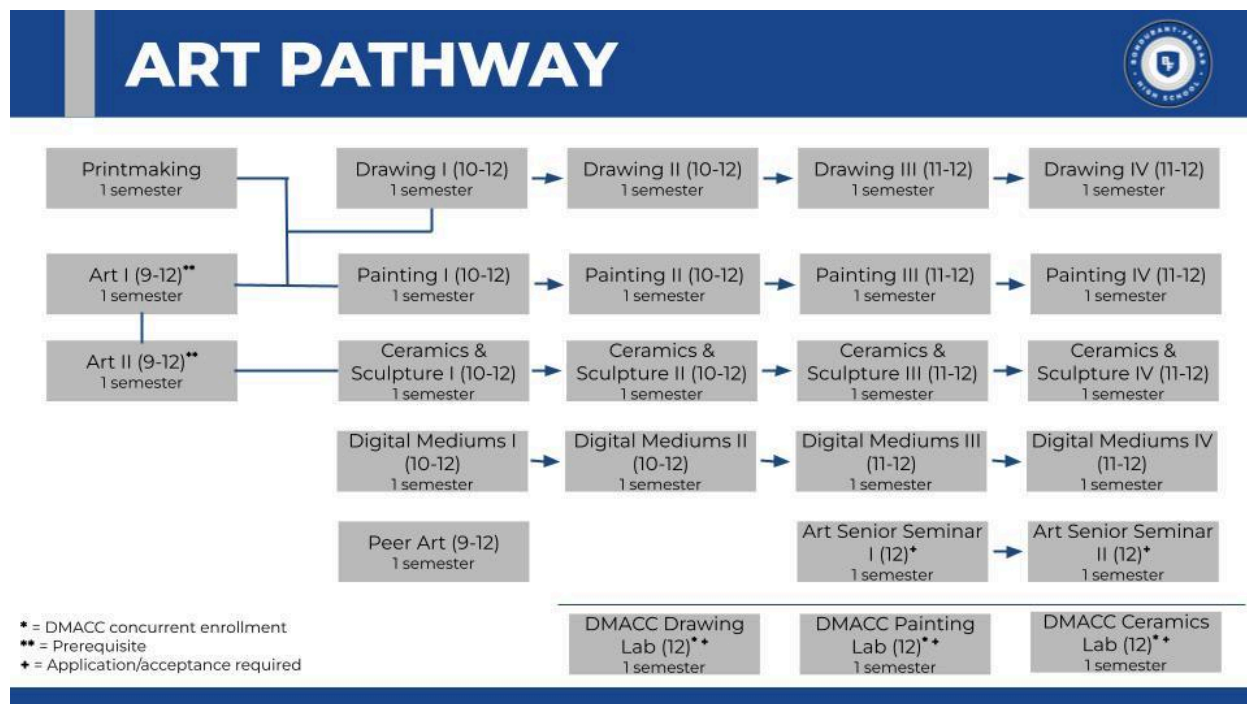 ART PATHWAY
BONDURANT-FARRAR
BF
HIGH SCHOOL
Printmaking
1 semester
Drawing I (10-12)
1 semester
Drawing II (10-12)
1 semester
Drawing III (11-12)
1 semester
Drawing IV (11-12)
1 semester
Art I (9-12)**
1 semester
Painting I (10-12)
1 semester
Painting II (10-12)
1 semester
Painting III (11-12)
1 semester
Painting IV (11-12)
1 semester
Art II (9-12)**
1 semester
Ceramics &
Sculpture I (10-12)
1 semester
Ceramics &
Sculpture II (10-12)
1 semester
Ceramics &
Sculpture III (11-12)
1 semester
Ceramics &
Sculpture IV (11-12)
1 semester
Digital Mediums I
(10-12)
1 semester
Digital Mediums II
(10-12)
1 semester
Digital Mediums III
(11-12)
1 semester
Digital Mediums IV
(11-12)
1 semester
Peer Art (9-12)
1 semester
Art Senior Seminar
I (12)+
1 semester
Art Senior Seminar
II (12)+
1 semester
* = DMACC concurrent enrollment
** = Prerequisite
+ = Application/acceptance required
DMACC Drawing
Lab (12)*+
1 semester
DMACC Painting
Lab (12)*+
1 semester
DMACC Ceramics
Lab (12)*+
1 semester